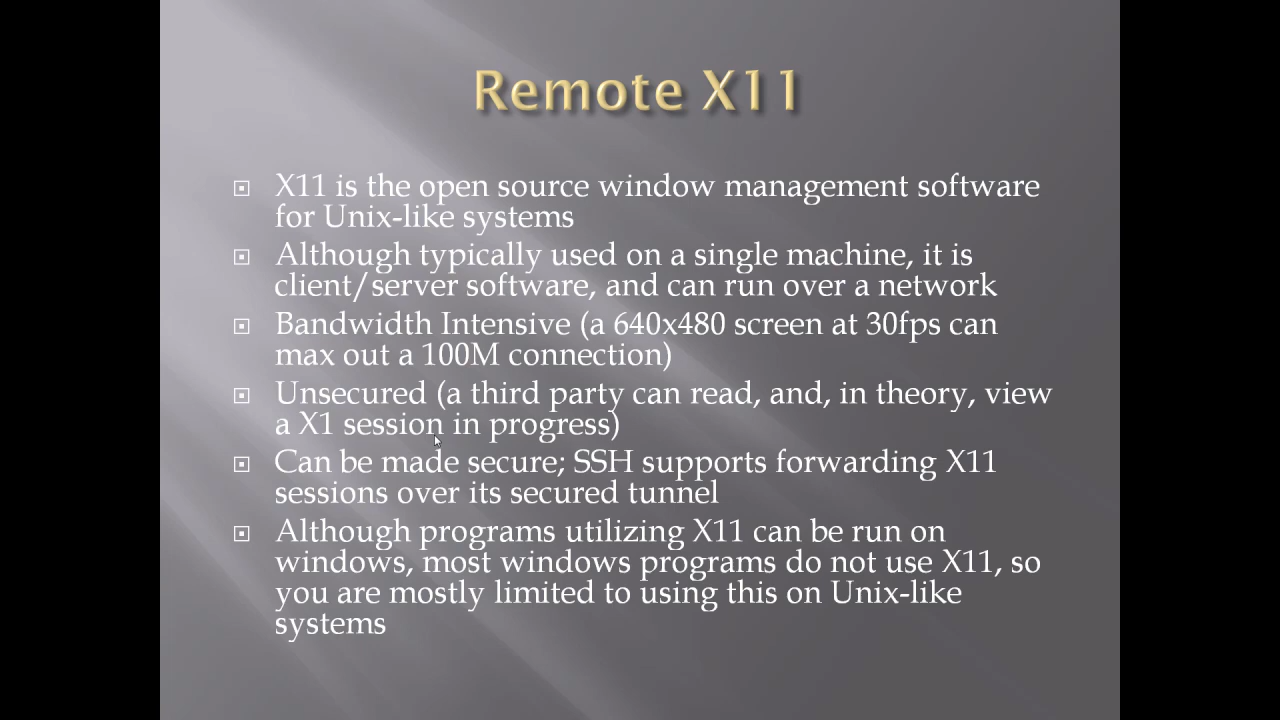 Remote X11
X11 is the open source window management software
for Unix-like systems
Although typically used on a single machine, it is
client/server software, and can run over a network
Bandwidth Intensive (a 640x480 screen at 30fps can
max out a 100M connection)
Unsecured (a third party can read, and, in theory, view
a X1 session in progress)
Can be made secure; SSH supports forwarding X11
sessions over its secured tunnel
Although programs utilizing X11 can be run on
windows, most windows programs do not use X11, so
you are mostly limited to using this on Unix-like
systems